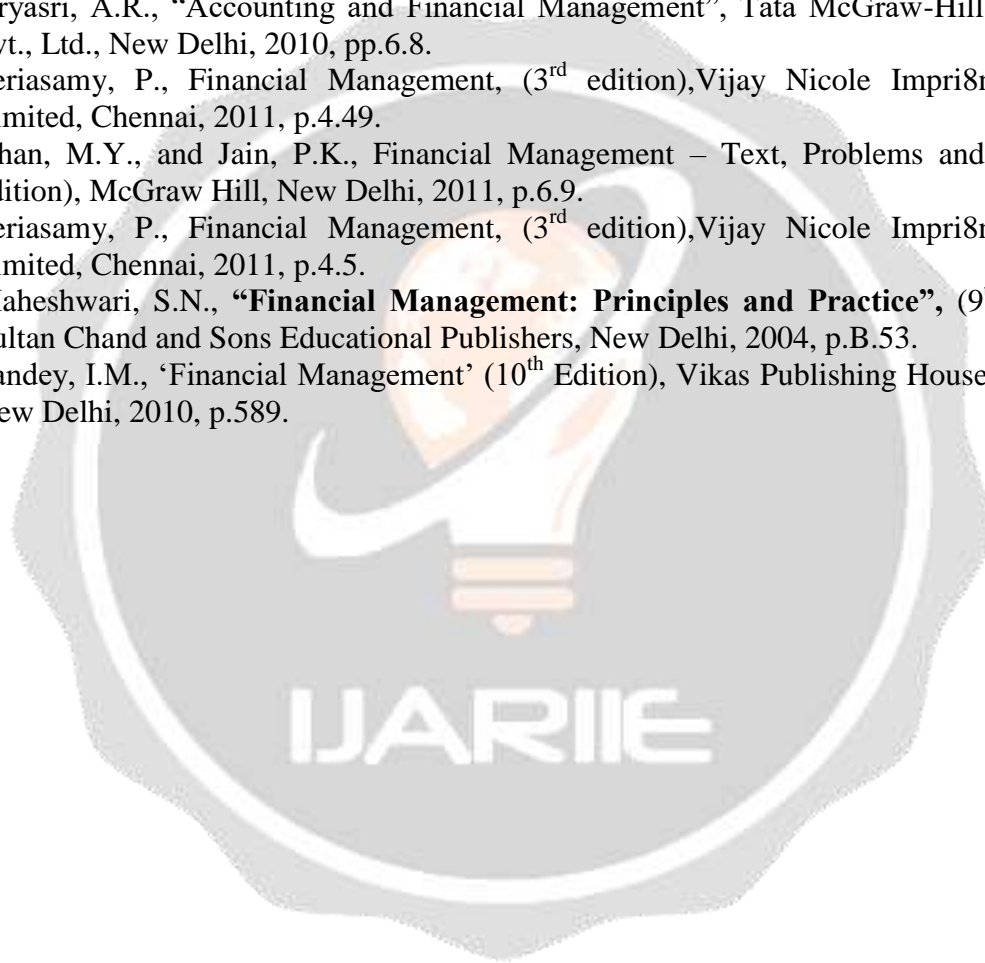 ryasri, A.R., “Accounting and Financial Management”, Tata McGraw-Hill
vt., Ltd., New Delhi, 2010, pp.6.8.
eriasamy, P., Financial Management, (3rd edition),Vijay Nicole Impri8n
imited, Chennai, 2011, p.4.49.
han, M.Y., and Jain, P.K., Financial Management – Text, Problems and
dition), McGraw Hill, New Delhi, 2011, p.6.9.
eriasamy, P., Financial Management, (3rd edition),Vijay Nicole Impri8n
imited, Chennai, 2011, p.4.5.
Maheshwari, S.N., “Financial Management: Principles and Practice”, (9
ultan Chand and Sons Educational Publishers, New Delhi, 2004, p.B.53.
andey, I.M., ‘Financial Management’ (10th Edition), Vikas Publishing House
ew Delhi, 2010, p.589.
IJARIIE